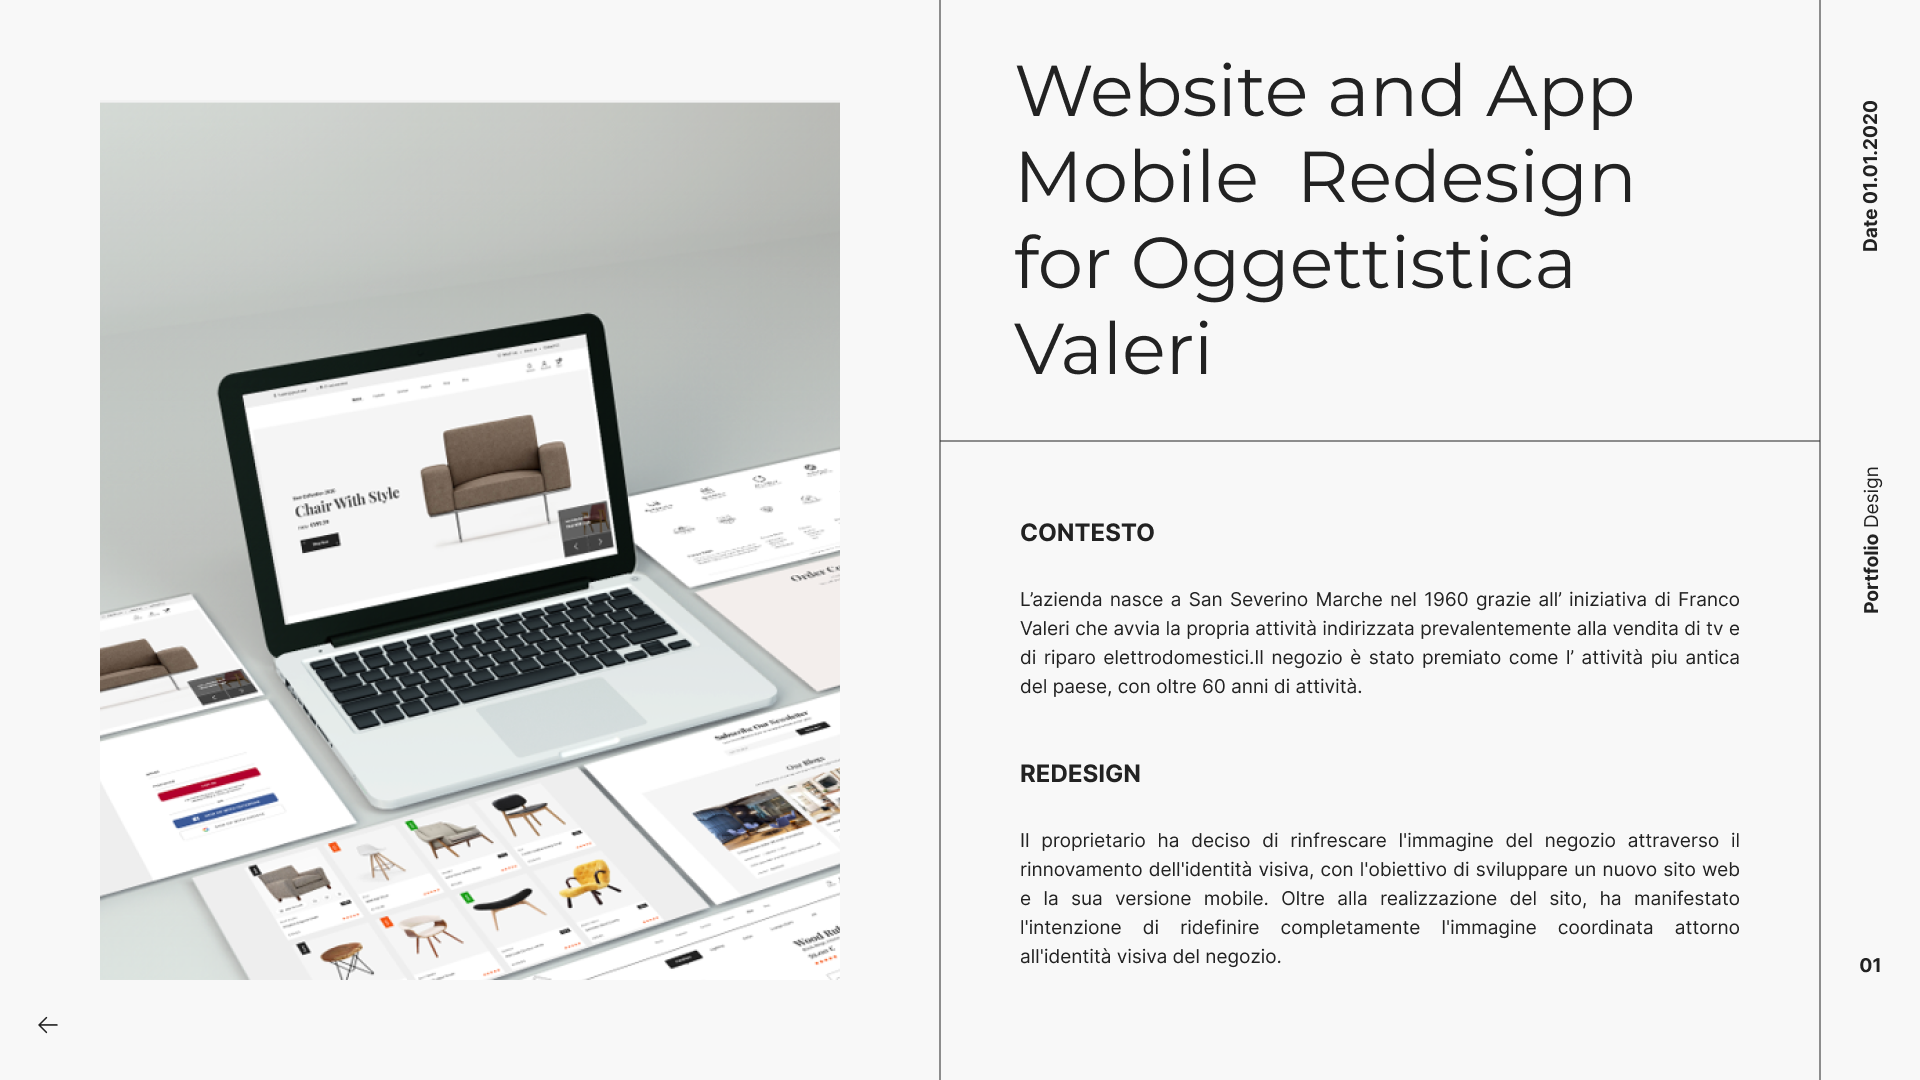 Website and App
Mobile Redesign
for Oggettistica
Valeri
Date 01.01.2020
Portfolio Design
CONTESTO
L’azienda nasce a San Severino Marche nel 1960 grazie all’ iniziativa di Franco
Valeri che avvia la propria attività indirizzata prevalentemente alla vendita di tv e
di riparo elettrodomestici.Il negozio è stato premiato come l’ attività piu antica
del paese, con oltre 60 anni di attività.
REDESIGN
Il proprietario ha deciso di rinfrescare l'immagine del negozio attraverso il
rinnovamento dell'identità visiva, con l'obiettivo di sviluppare un nuovo sito web
e la sua versione mobile. Oltre alla realizzazione del sito, ha manifestato
l'intenzione di ridefinire completamente l'immagine coordinata attorno
all'identità visiva del negozio.
01
Chair With Style
Subscribe Our Newsletter
Our Blogs